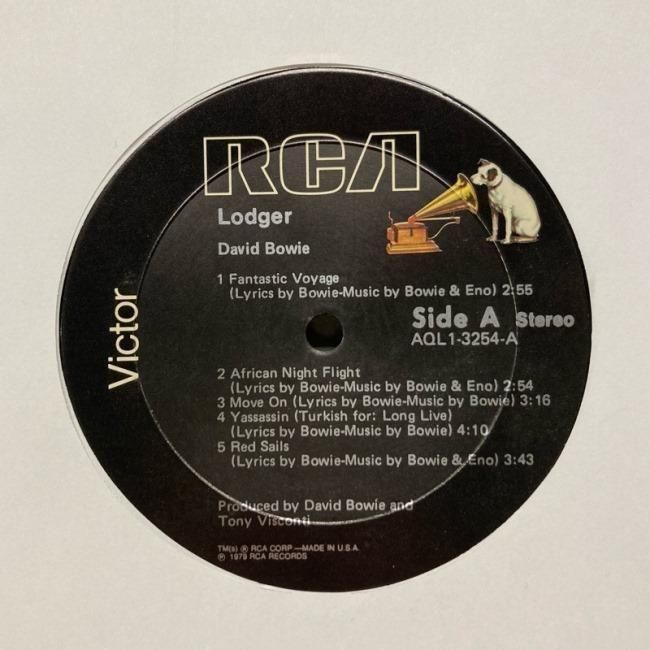 RCA
Lodger
David Bowie
1 Fantastic Voyage
(Lyrics by Bowie-Music by Bowie & Eno) 2:55
Side A Stereo
AQL1-3254-A
Victor
2 African Night Flight
(Lyrics by Bowie-Music by Bowie & Eno) 2:54
3 Move On (Lyrics by Bowie-Music by Bowie) 3:16
4 Yassassin (Turkish for: Long Live)
(Lyrics by Bowie-Music by Bowie) 4:10
5 Red Sails
(Lyrics by Bowie-Music by Bowie & Eno) 3:43
Produced by David Bowie and
Tony Visconti
TM(s) ® RCA CORP.—MADE IN U.S.A.
℗ 1979 RCA RECORDS